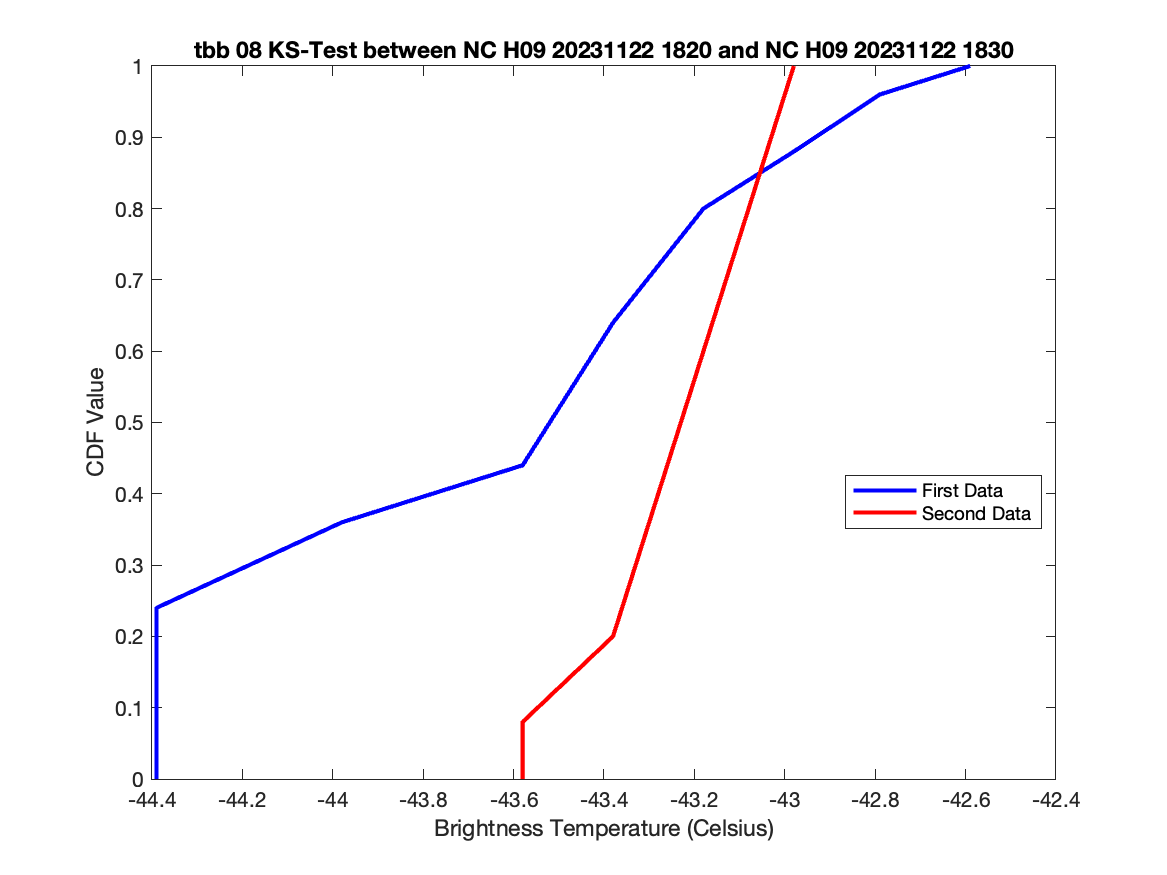 tbb 08 KS-Test between NC H09 20231122 1820 and NC H09 20231122 1830
1
0.9
0.8
0.7
0.6
0.5
0.4
0.3
0.2
0.1
0
CDF Value
First Data
Second Data
-44.4 -44.2 -44 -43.8 -43.6 -43.4 -43.2 -43 -42.8 -42.6 -42.4
Brightness Temperature (Celsius)